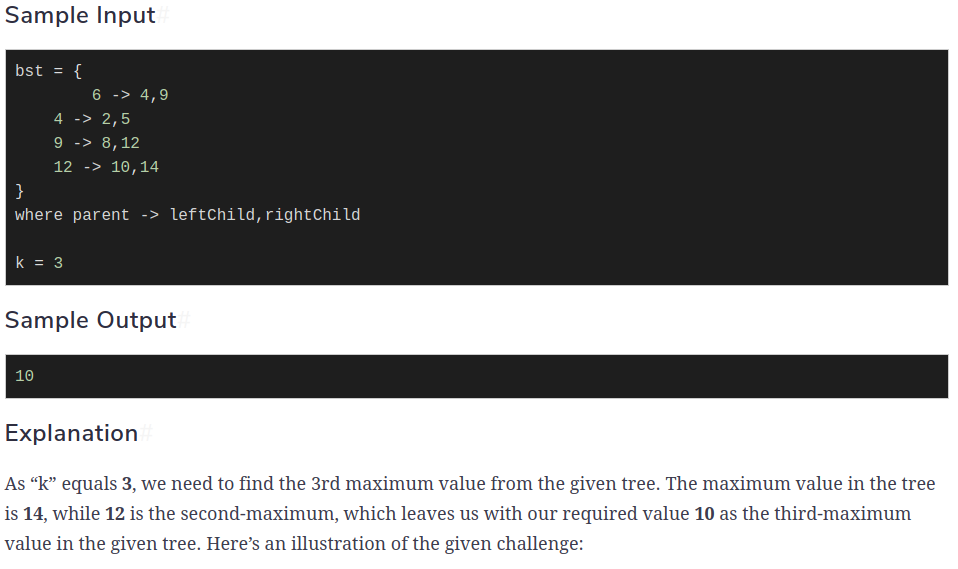 Sample Input#
bst = {
        6 -> 4,9
    4 -> 2,5
    9 -> 8,12
    12 -> 10,14
}
where parent -> leftChild,rightChild

k = 3
Sample Output#
10
Explanation#
As “k” equals 3, we need to find the 3rd maximum value from the given tree. The maximum value in the tree
is 14, while 12 is the second-maximum, which leaves us with our required value 10 as the third-maximum
value in the given tree. Here’s an illustration of the given challenge: